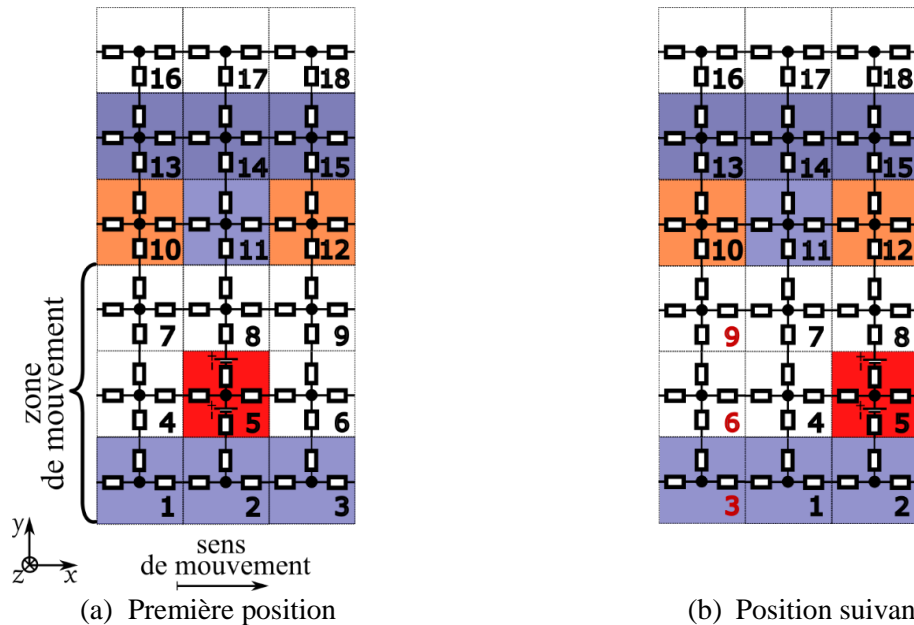 16 17 18
13 14 15
10 11 12
7 8 9
4 5 6
1 2 3
zone
de mouvement
y
z x
sens
de mouvement
(a) Première position
16 17 18
13 14 15
10 11 12
9 7 8
6 4 5
3 1 2
(b) Position suivan